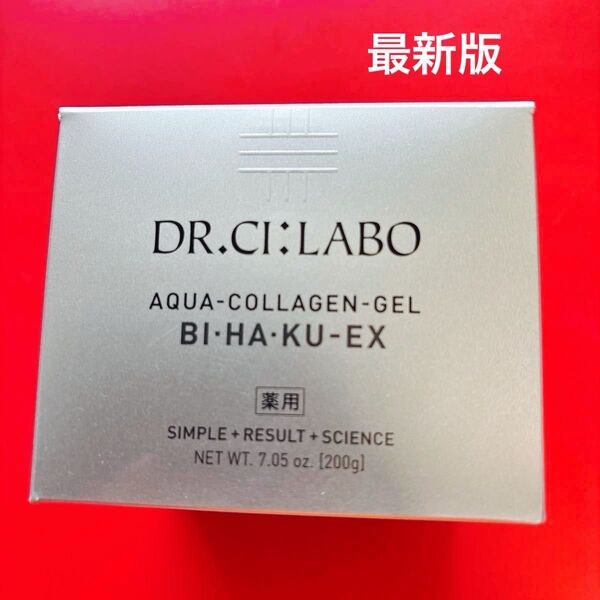 最新版
DR.CI:LABO
AQUA-COLLAGEN-GEL
BI·HA·KU-EX
薬用
SIMPLE+RESULT+SCIENCE
NET WT. 7.05 oz. [200g]